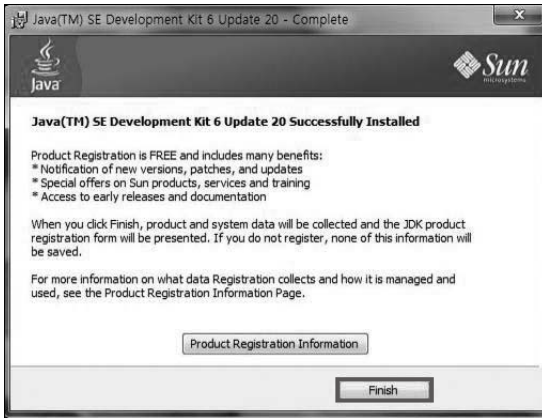 Java(TM) SE Development Kit 6 Update 20 - Complete
Java
Sun
microsystems
Java(TM) SE Development Kit 6 Update 20 Successfully Installed
Product Registration is FREE and includes many benefits:
* Notification of new versions, patches, and updates
* Special offers on Sun products, services and training
* Access to early releases and documentation
When you click Finish, product and system data will be collected and the JDK product
registration form will be presented. If you do not register, none of this information will
be saved.
For more information on what data Registration collects and how it is managed and
used, see the Product Registration Information Page.
Product Registration Information
Finish